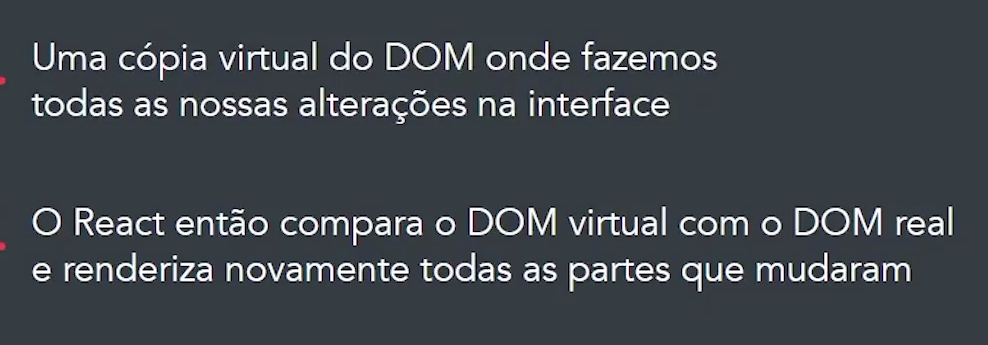 Uma cópia virtual do DOM onde fazemos
todas as nossas alterações na interface
O React então compara o DOM virtual com o DOM real
e renderiza novamente todas as partes que mudaram